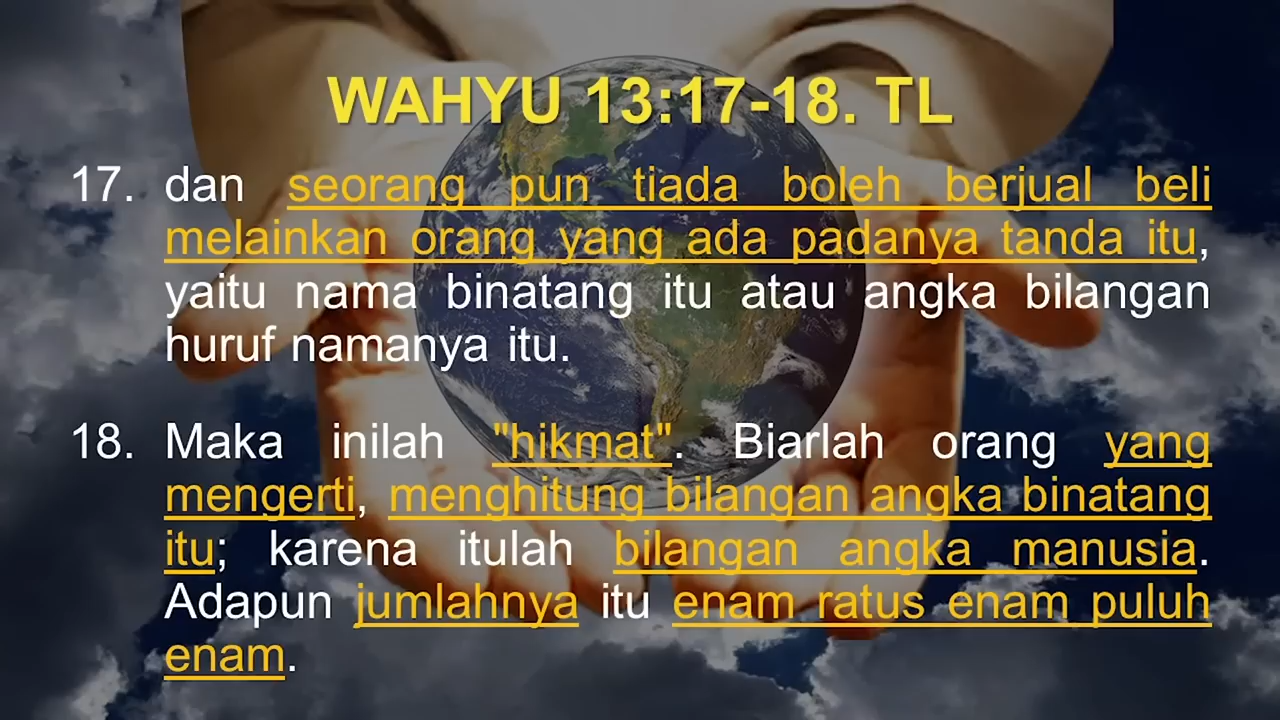 WAHYU 13:17-18. TL
17. dan seorang pun tiada boleh berjual beli
melainkan orang yang ada padanya tanda itu,
yaitu nama binatang itu atau angka bilangan
huruf namanya itu.
18. Maka inilah "hikmat". Biarlah orang yang
mengerti, menghitung bilangan angka binatang
itu; karena itulah bilangan angka manusia.
Adapun jumlahnya itu enam ratus enam puluh
enam.